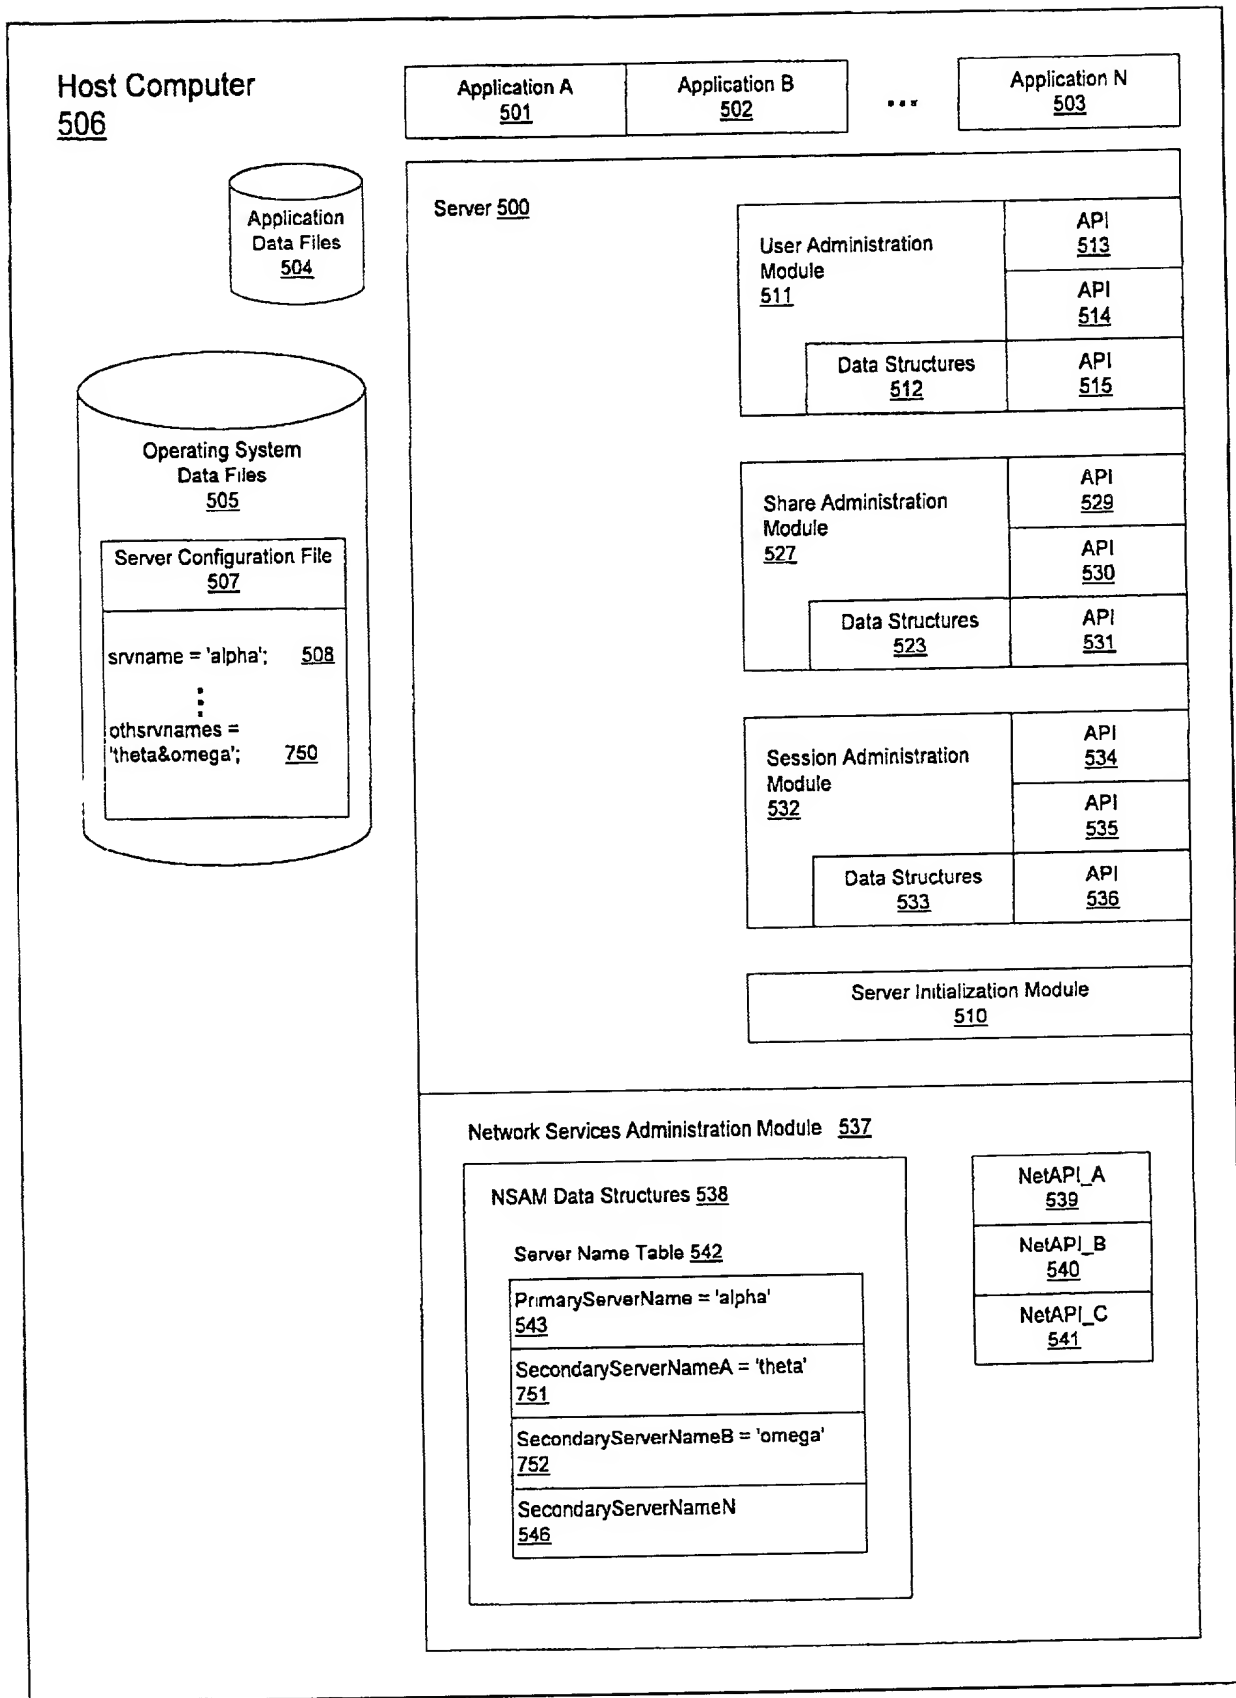 Host Computer
506
Application A
501
Application B
502
...
Application N
503
Application
Data Files
504
Operating System
Data Files
505
Server Configuration File
507
srvname = 'alpha'; 508
othsrvnames =
'theta&omega'; 750
Server 500
User Administration
Module
511
Data Structures
512
API
513
API
514
API
515
Share Administration
Module
527
Data Structures
523
API
529
API
530
API
531
Session Administration
Module
532
Data Structures
533
API
534
API
535
API
536
Server Initialization Module
510
Network Services Administration Module 537
NSAM Data Structures 538
Server Name Table 542
PrimaryServerName = 'alpha'
543
SecondaryServerNameA = 'theta'
751
SecondaryServerNameB = 'omega'
752
SecondaryServerNameN
546
NetAPI_A
539
NetAPI_B
540
NetAPI_C
541